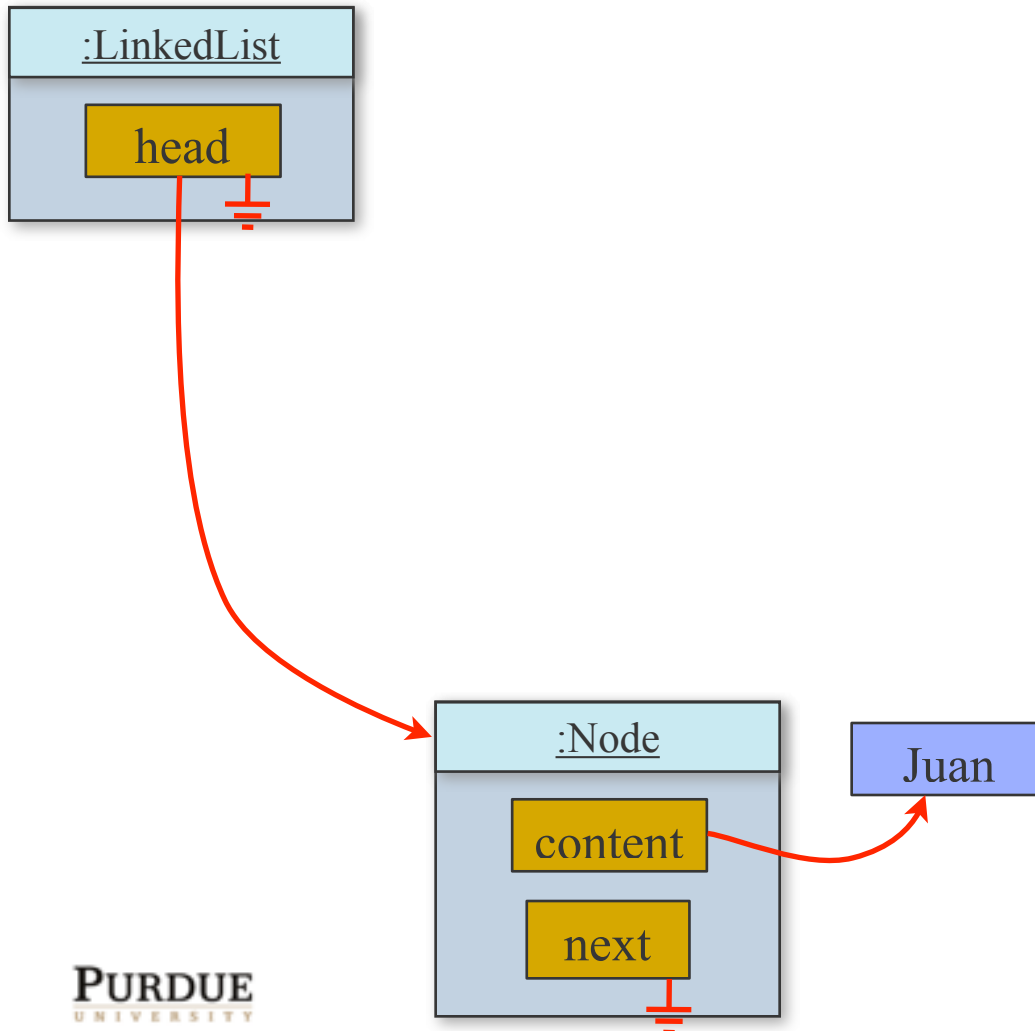 :LinkedList
head
:Node
Juan
content
next
PURDUE
UNIVERSITY